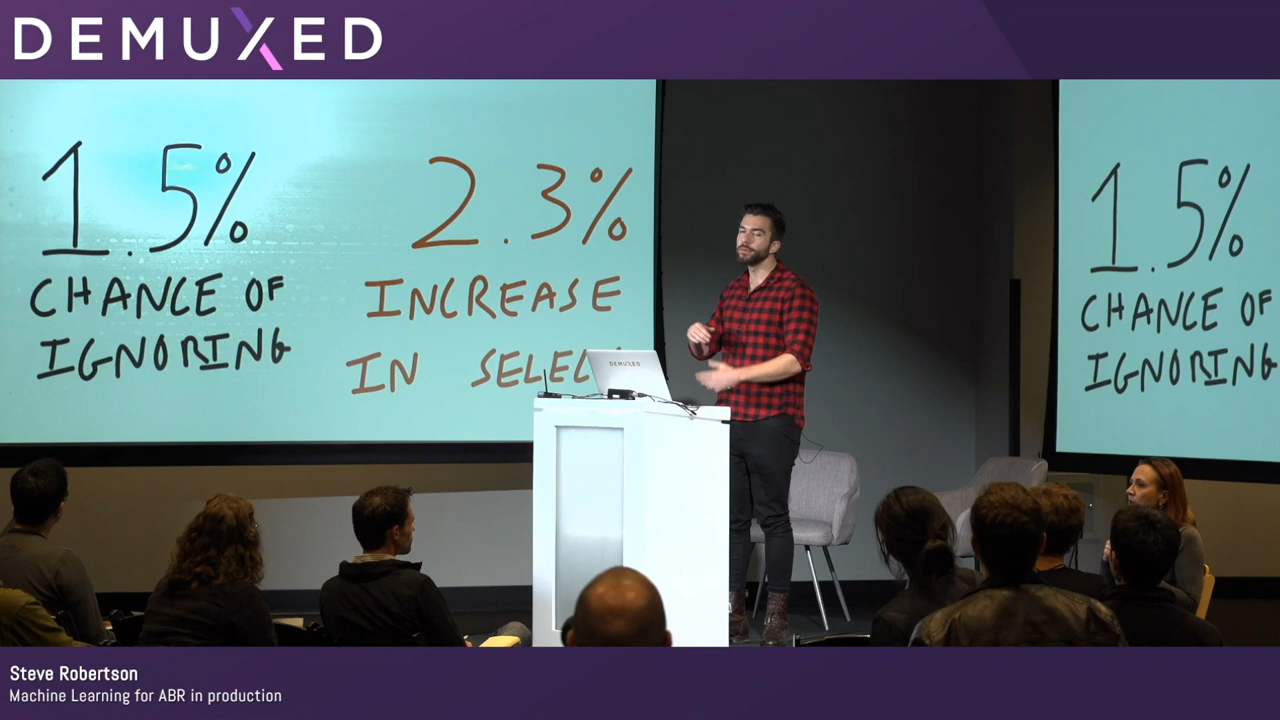 DEMUXED
1.5%
CHANCE OF
IGNORING
2.3%
INCREASE
IN
DEMUXED
1.5%
CHANCE OF
IGNORING
Steve Robertson
Machine Learning for ABR in production